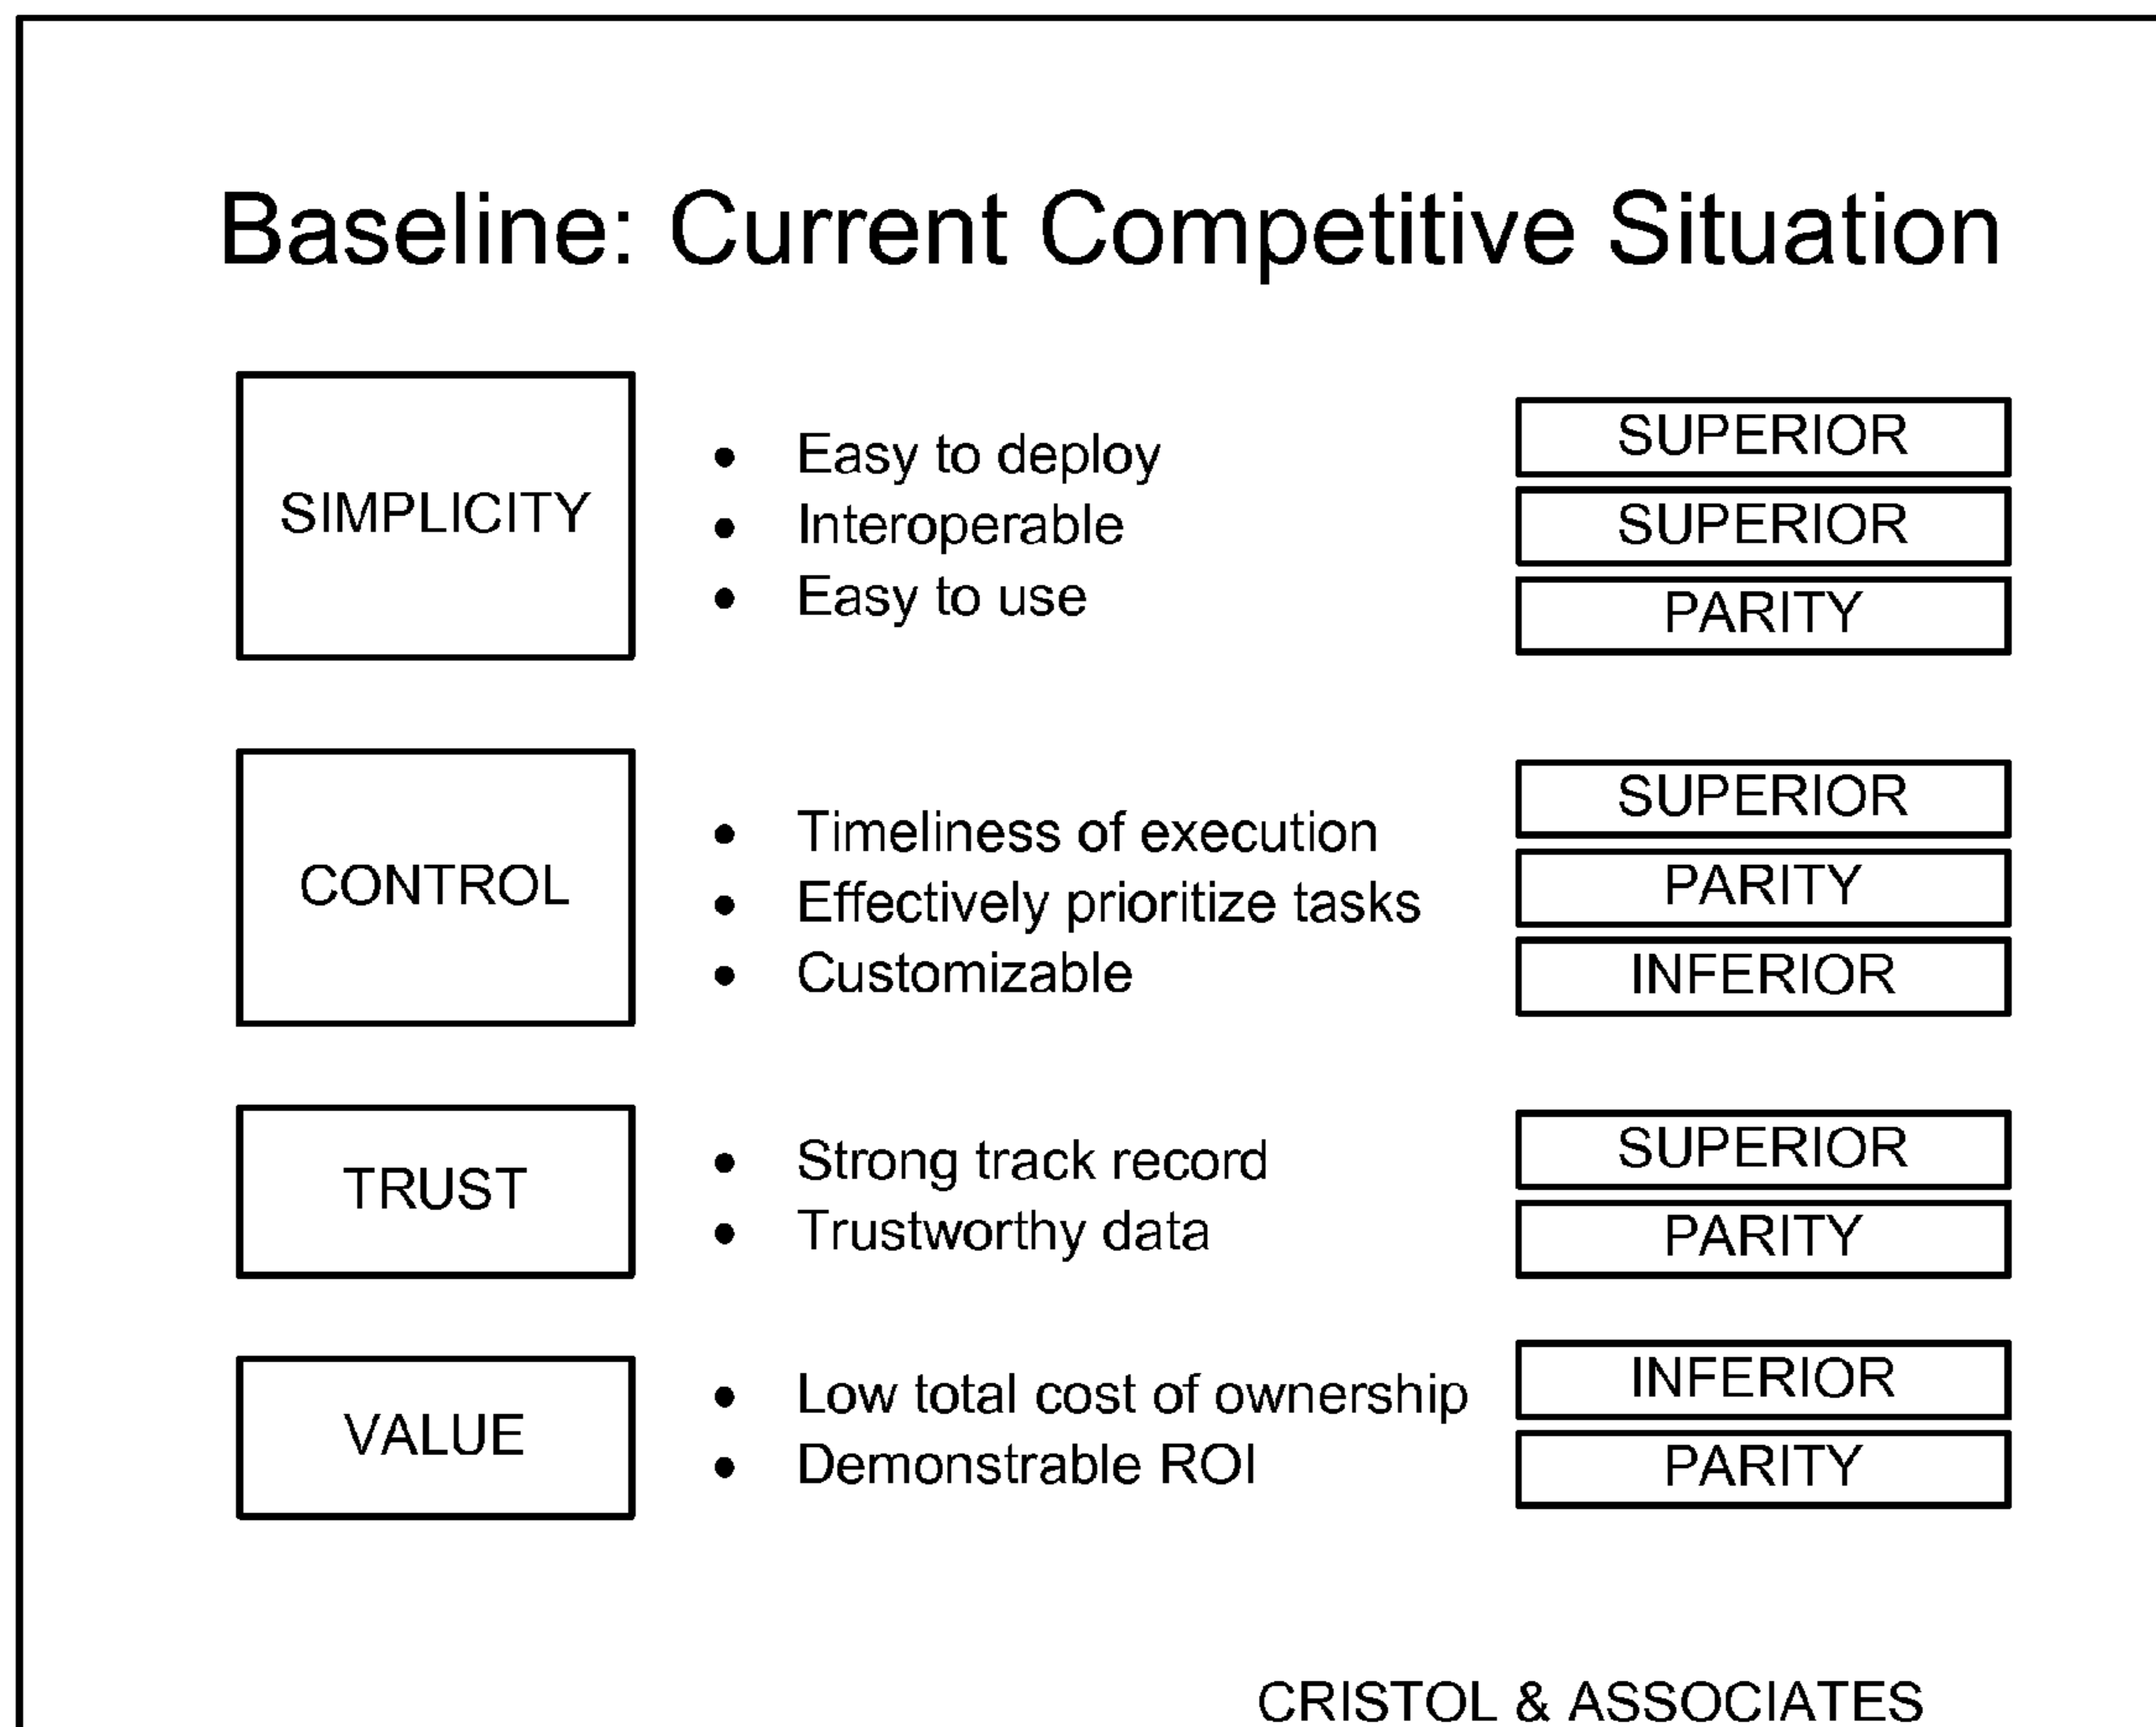 Baseline: Current Competitive Situation
SIMPLICITY
• Easy to deploy
SUPERIOR
• Interoperable
SUPERIOR
• Easy to use
PARITY
CONTROL
• Timeliness of execution
SUPERIOR
• Effectively prioritize tasks
PARITY
• Customizable
INFERIOR
TRUST
• Strong track record
SUPERIOR
• Trustworthy data
PARITY
VALUE
• Low total cost of ownership
INFERIOR
• Demonstrable ROI
PARITY
CRISTOL & ASSOCIATES